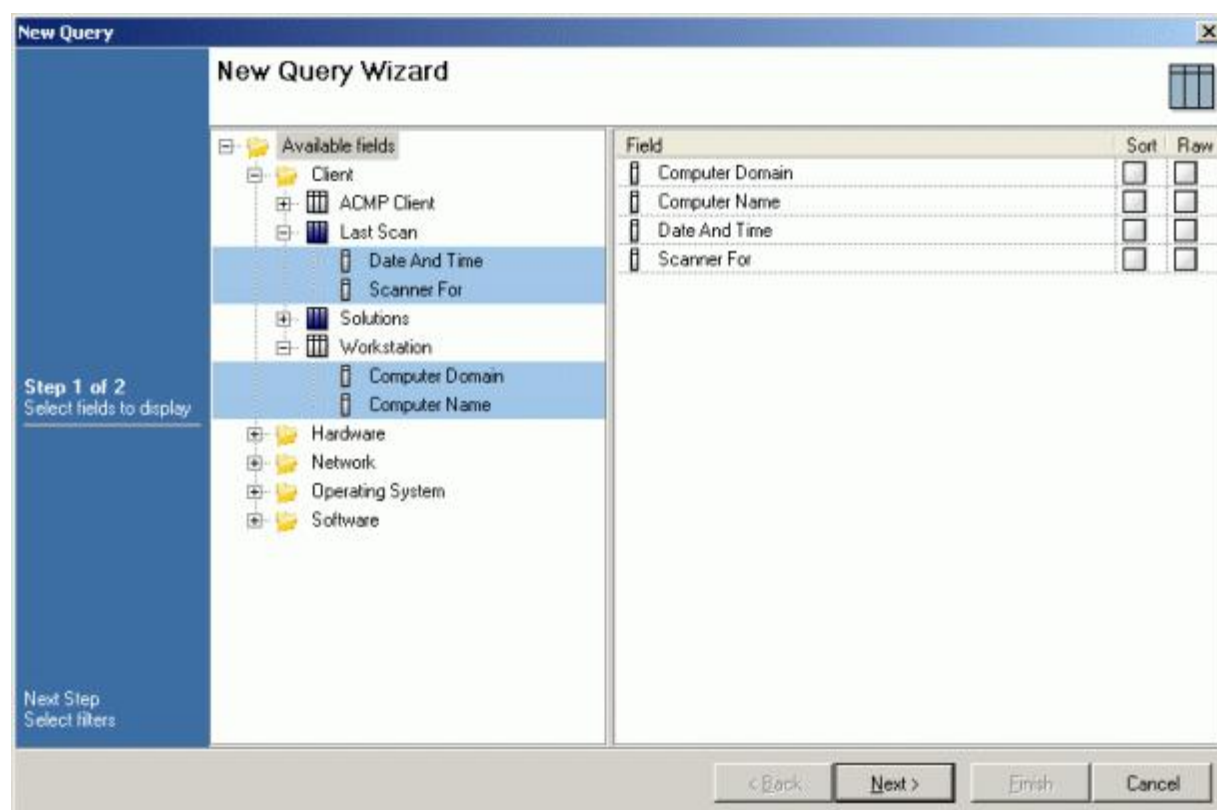 New Query
New Query Wizard
Available fields
Client
ACMP Client
Last Scan
Date And Time
Scanner For
Solutions
Workstation
Computer Domain
Computer Name
Hardware
Network
Operating System
Software
Field Sort Raw
Computer Domain
Computer Name
Date And Time
Scanner For
Step 1 of 2
Select fields to display
Next Step
Select filters
< Back Next > Finish Cancel